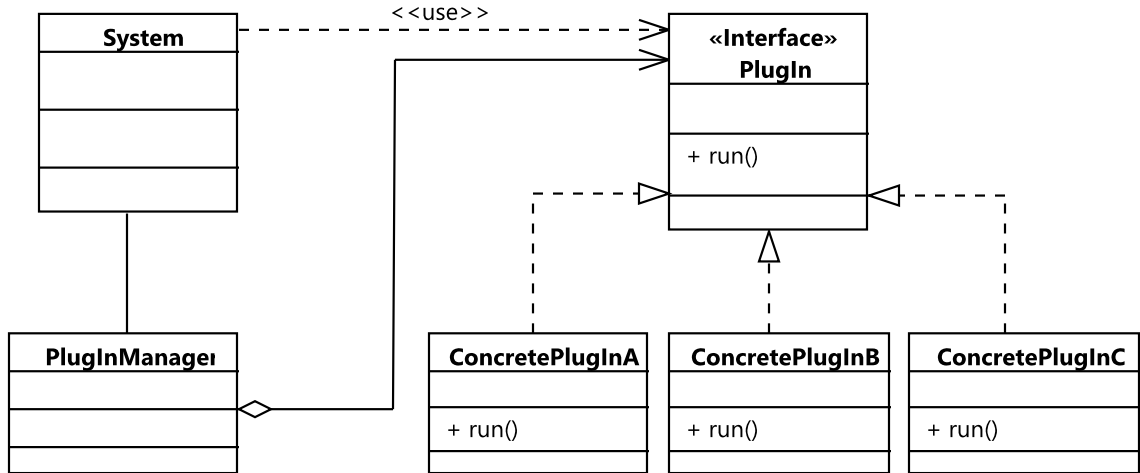 <<use>>
System
«Interface»
PlugIn
+ run()
PlugInManager
ConcretePlugInA
+ run()
ConcretePlugInB
+ run()
ConcretePlugInC
+ run()